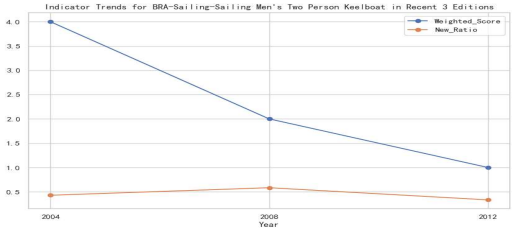 Indicator Trends for BRA-Sailing-Sailing Men's Two Person Keelboat in Recent 3 Editions
4.0
3.5
3.0
2.5
2.0
1.5
1.0
0.5
Weighted_Score
New_Ratio
2004
2008
2012
Year